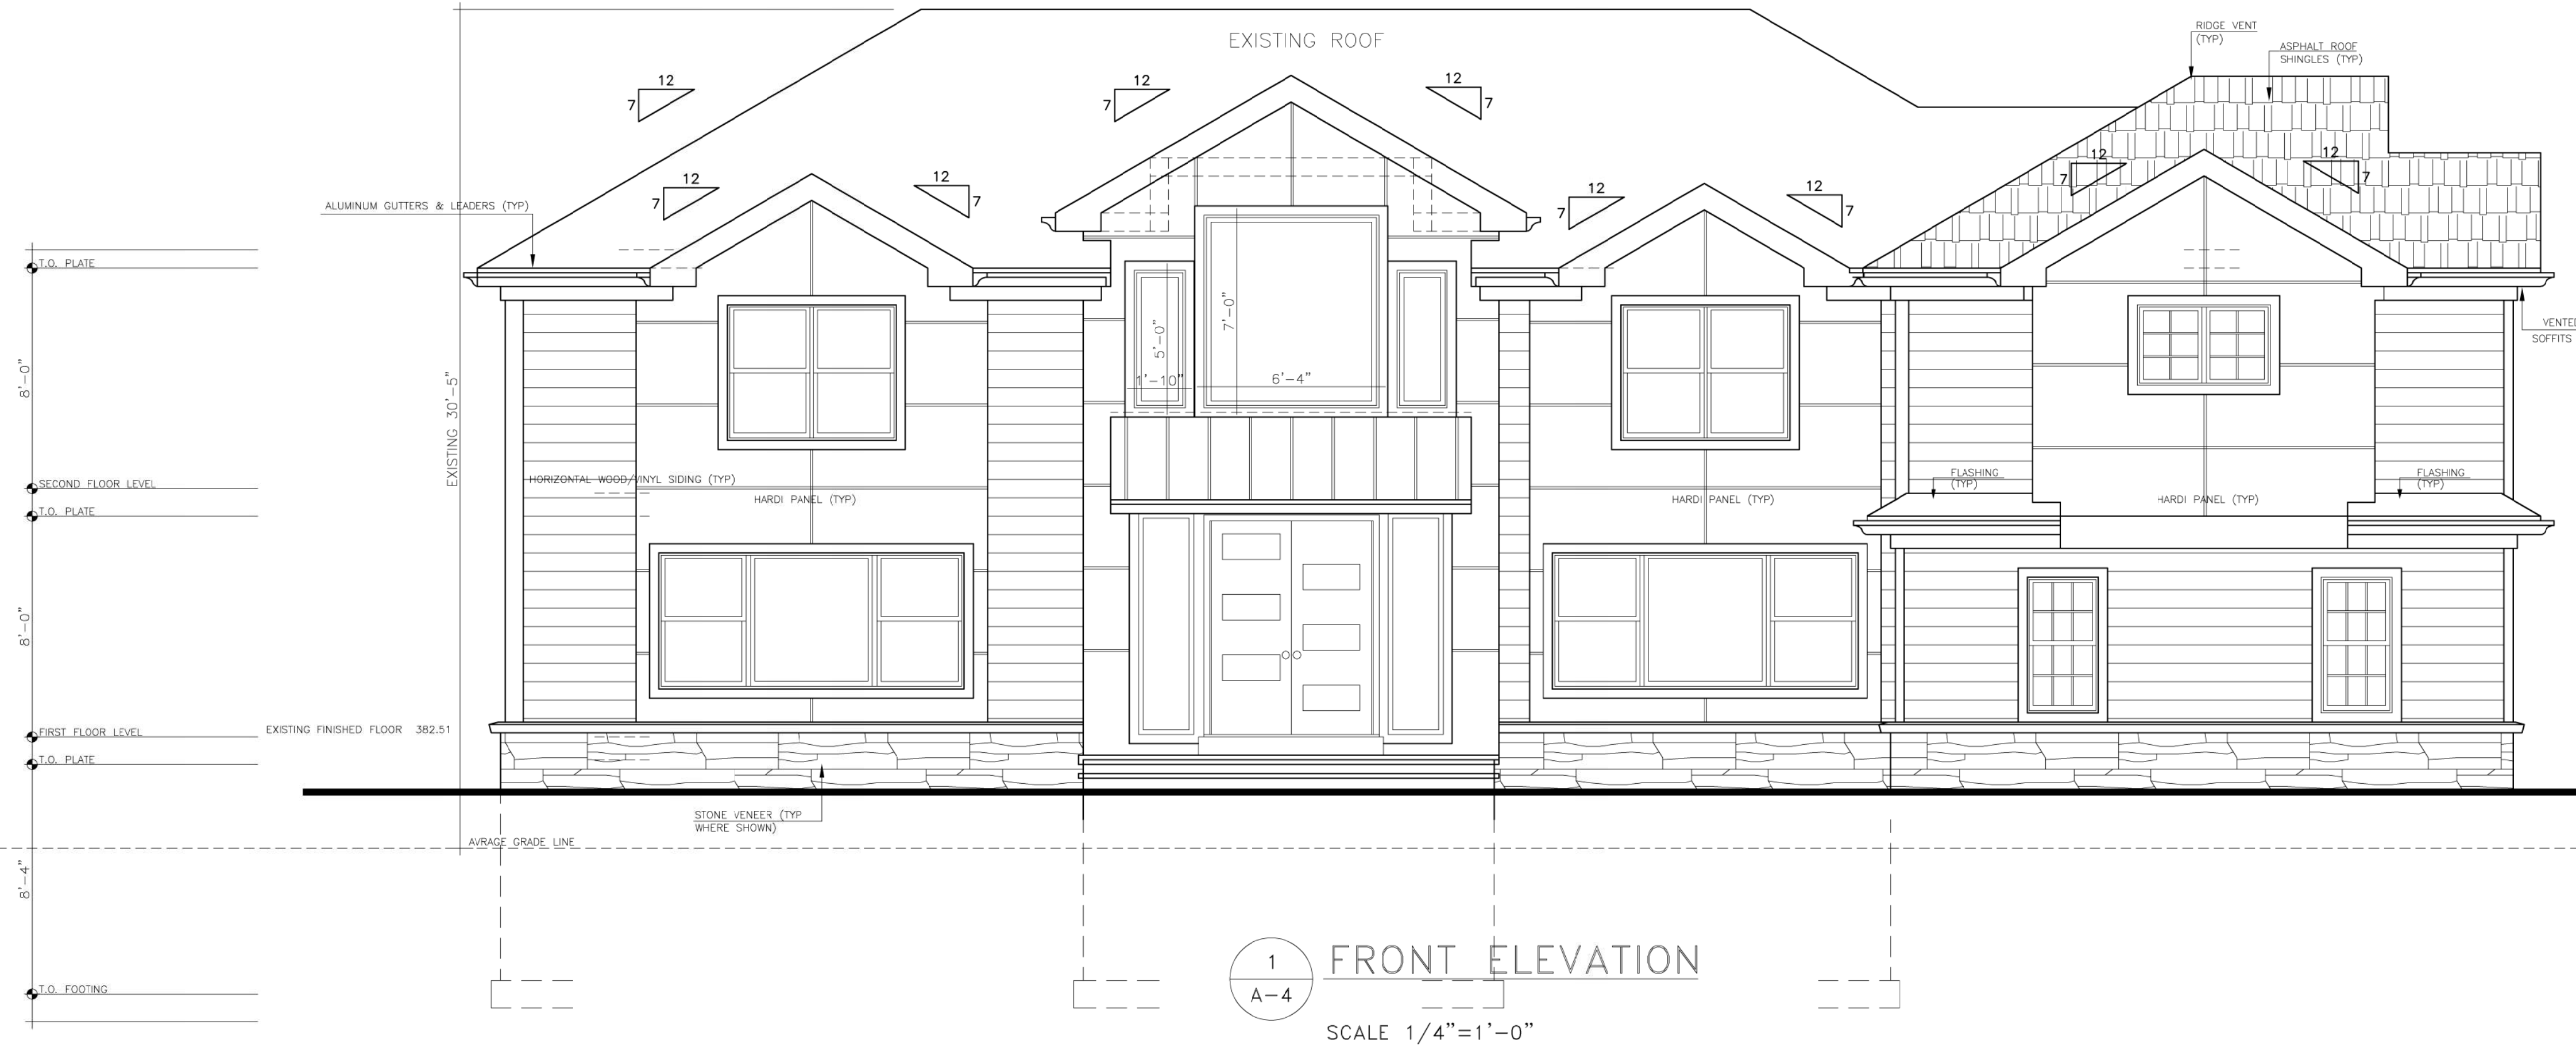 EXISTING ROOF
RIDGE VENT
(TYP)
ASPHALT ROOF
SHINGLES (TYP)
12
7
12
7
12
7
12
7
12
7
12
7
12
7
12
7
12
7
ALUMINUM GUTTERS & LEADERS (TYP)
T.O. PLATE
8'-0"
EXISTING 30'-5"
5'-0"
7'-0"
1'-10"
6'-4"
VENTED
SOFFITS
SECOND FLOOR LEVEL
HORIZONTAL WOOD/VINYL SIDING (TYP)
HARDI PANEL (TYP)
HARDI PANEL (TYP)
FLASHING
(TYP)
HARDI PANEL (TYP)
FLASHING
(TYP)
T.O. PLATE
8'-0"
FIRST FLOOR LEVEL
EXISTING FINISHED FLOOR 382.51
T.O. PLATE
STONE VENEER (TYP
WHERE SHOWN)
AVRAGE GRADE LINE
8'-4"
T.O. FOOTING
1
A-4
FRONT ELEVATION
SCALE 1/4"=1'-0"